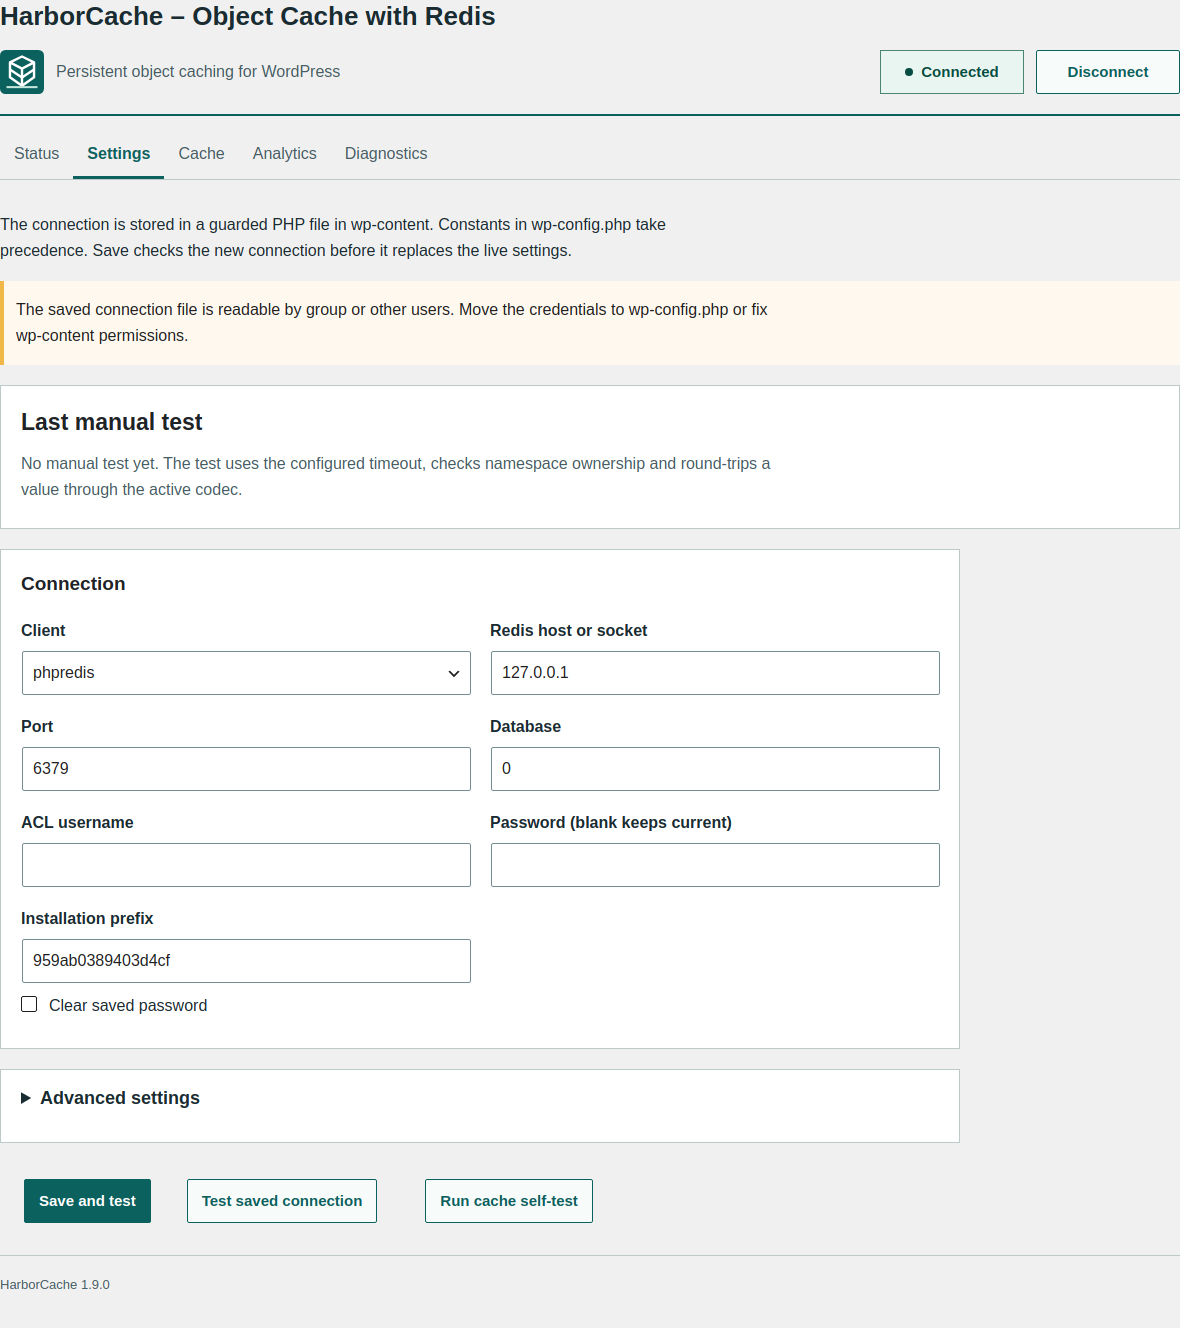 HarborCache – Object Cache with Redis
Persistent object caching for WordPress
Connected
Disconnect
Status
Settings
Cache
Analytics
Diagnostics
The connection is stored in a guarded PHP file in wp-content. Constants in wp-config.php take
precedence. Save checks the new connection before it replaces the live settings.
The saved connection file is readable by group or other users. Move the credentials to wp-config.php or fix
wp-content permissions.
Last manual test
No manual test yet. The test uses the configured timeout, checks namespace ownership and round-trips a
value through the active codec.
Connection
Client
Redis host or socket
phpredis
127.0.0.1
Port
Database
6379
0
ACL username
Password (blank keeps current)
Installation prefix
959ab0389403d4cf
Clear saved password
Advanced settings
Save and test
Test saved connection
Run cache self-test
HarborCache 1.9.0